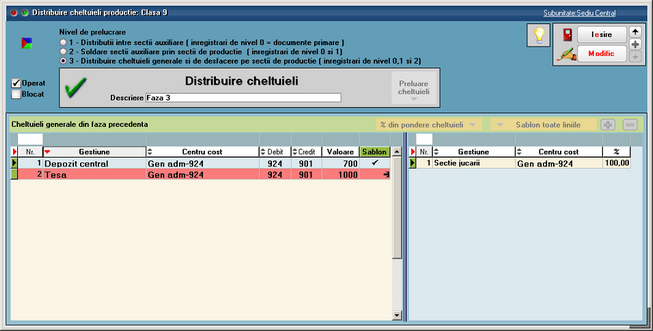 Distribuire cheltuieli productie: Clasa 9
Subunitate:Sediu Central
Nivel de prelucrare
1 - Distributii intre sectii auxiliare ( inregistrari de nivel 0 = documente primare )
2 - Soldare sectii auxiliare prin sectii de productie ( inregistrari de nivel 0 si 1)
3 - Distribuire cheltuieli generale si de desfacere pe sectii de productie ( inregistrari de nivel 0,1 si 2)
Iesire
Modific
Operat
Blocat
Distribuire cheltuieli
Descriere Faza 3
Preluare
cheltuieli
Cheltuieli generale din faza precedenta
% din pondere cheltuieli
Sablon toate liniile
Nr. Gestiune Centru cost Debit Credit Valoare Sablon
1 Depozit central Gen adm-924 924 901 700
2 Tesa Gen adm-924 924 901 1000
Nr. Gestiune Centru cost %
1 Sectie jucarii Gen adm-924 100,00